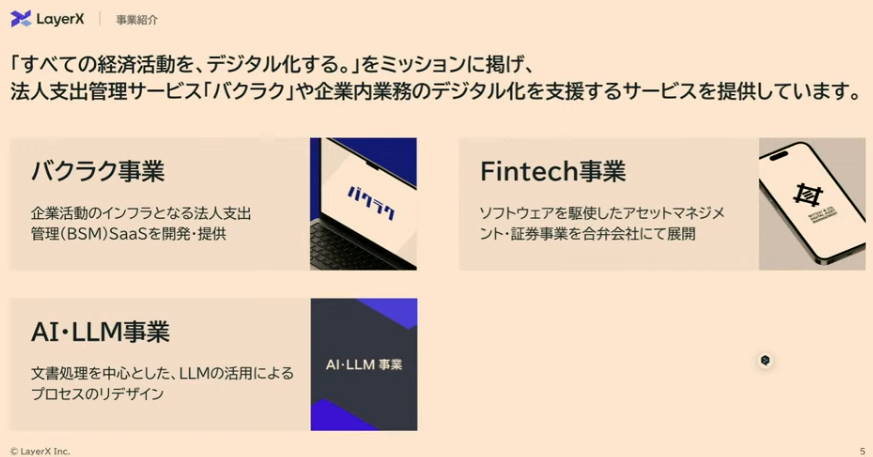 LayerX
事業紹介
「すべての経済活動を、デジタル化する。」をミッションに掲げ、
法人支出管理サービス「バクラク」や企業内業務のデジタル化を支援するサービスを提供しています。
バクラク事業
企業活動のインフラとなる法人支出
管理(BSM)SaaSを開発・提供
バクラク
Fintech事業
ソフトウェアを駆使したアセットマネジメ
ント・証券事業を合弁会社にて展開
AI・LLM事業
文書処理を中心とした、LLMの活用による
プロセスのリデザイン
AI・LLM 事業
© LayerX Inc.
5